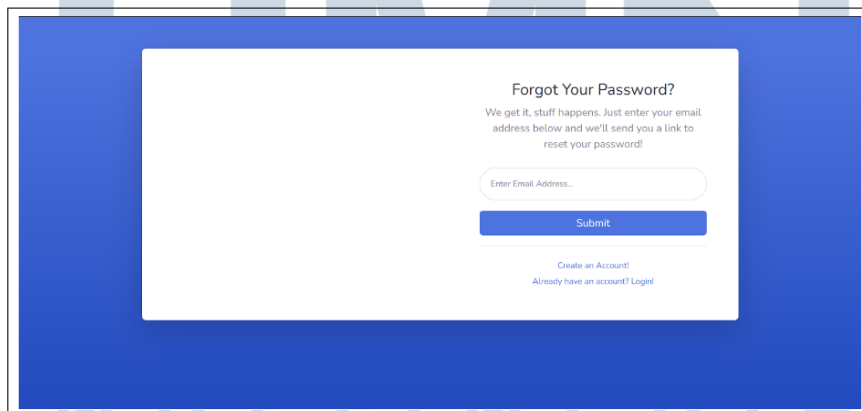 Forgot Your Password?
We get it, stuff happens. Just enter your email
address below and we'll send you a link to
reset your password!
Enter Email Address...
Submit
Create an Account!
Already have an account? Login!